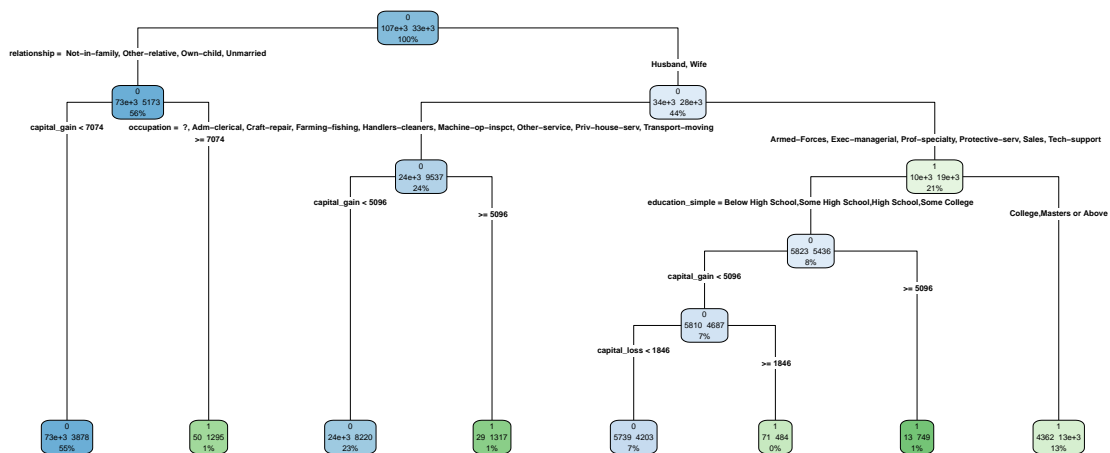 0
107e+3 33e+3
100%
relationship = Not-in-family, Other-relative, Own-child, Unmarried
Husband, Wife
0
73e+3 5173
56%
0
34e+3 28e+3
44%
capital_gain < 7074
>= 7074
occupation = ?, Adm-clerical, Craft-repair, Farming-fishing, Handlers-cleaners, Machine-op-inspct, Other-service, Priv-house-serv, Transport-moving
Armed-Forces, Exec-managerial, Prof-specialty, Protective-serv, Sales, Tech-support
0
24e+3 9537
24%
1
10e+3 19e+3
21%
capital_gain < 5096
>= 5096
education_simple = Below High School,Some High School,High School,Some College
College,Masters or Above
0
5823 5436
8%
capital_gain < 5096
>= 5096
0
5810 4687
7%
capital_loss < 1846
>= 1846
0
73e+3 3878
55%
1
50 1295
1%
0
24e+3 8220
23%
1
29 1317
1%
0
5739 4203
7%
1
71 484
0%
1
13 749
1%
1
4362 13e+3
13%